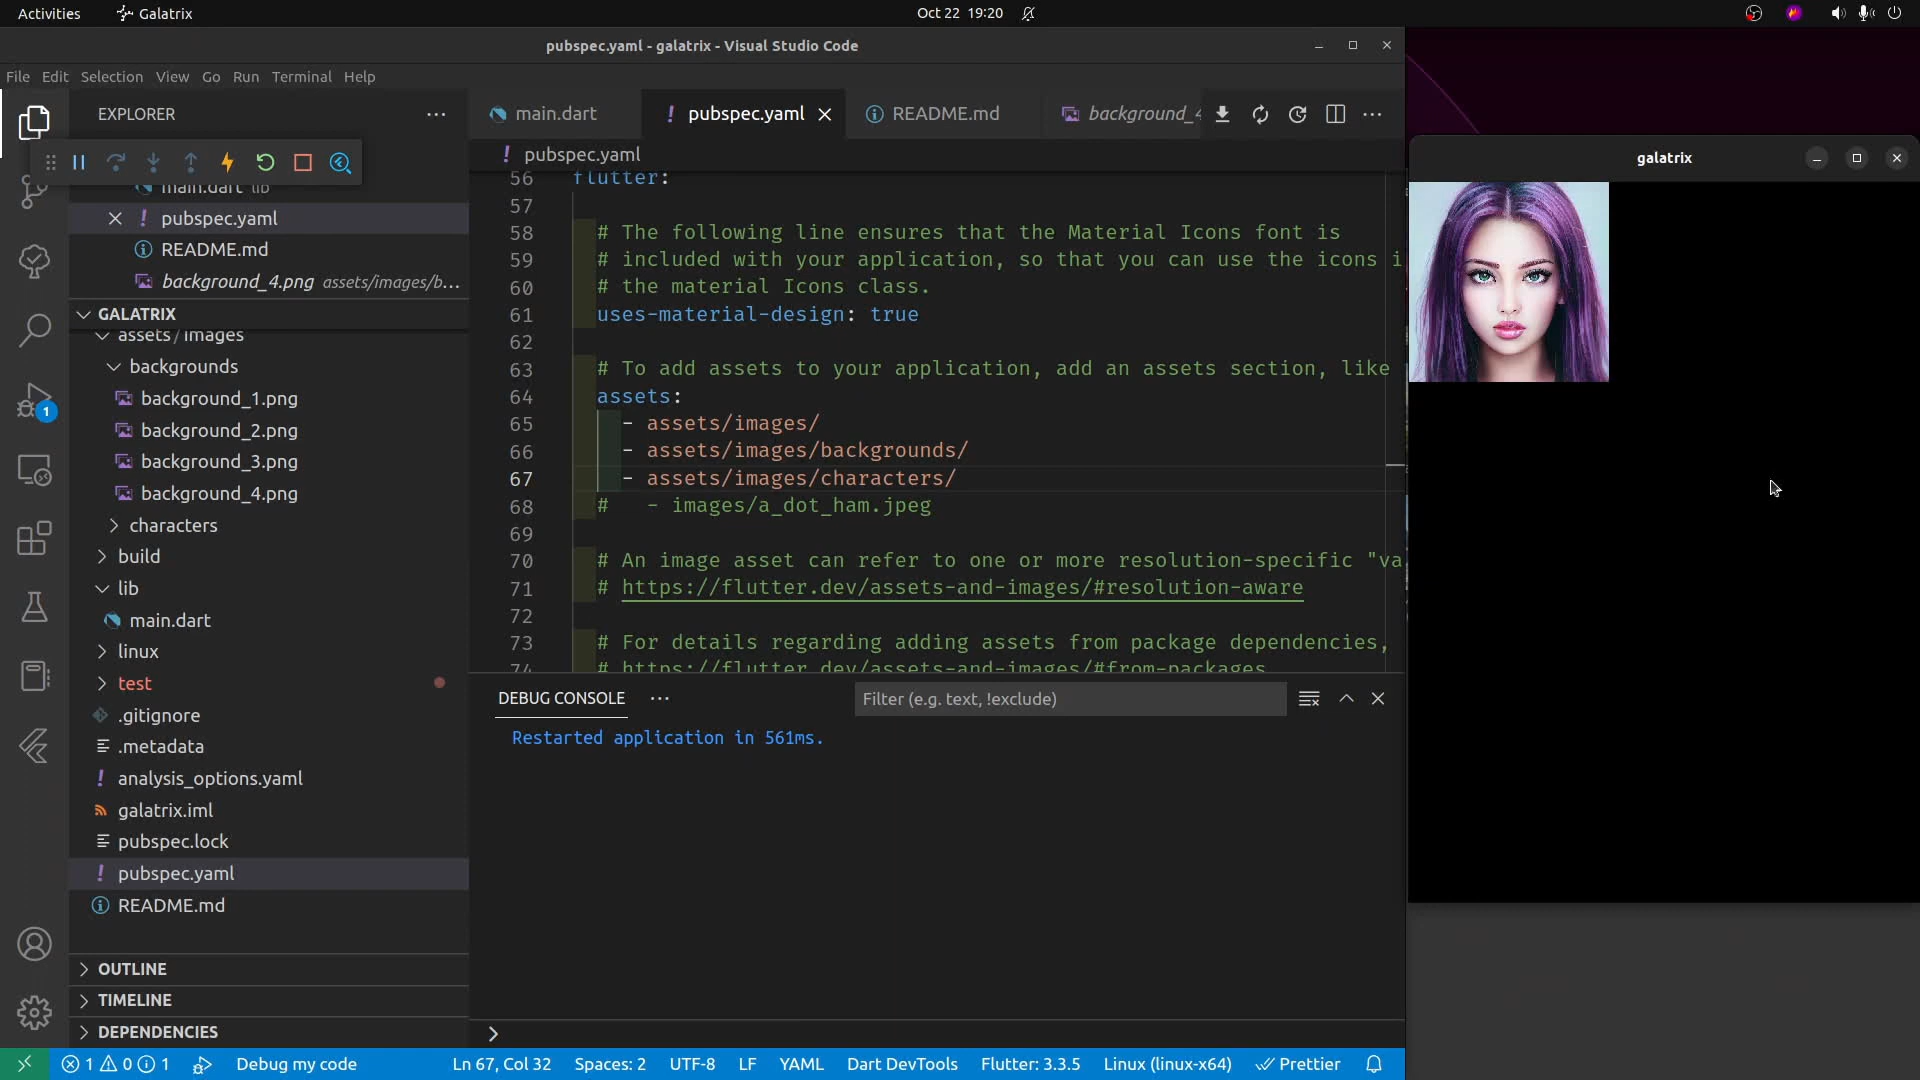 Activities
Galatrix
Oct 22 19:20
pubspec.yaml - galatrix - Visual Studio Code
File Edit Selection View Go Run Terminal Help
EXPLORER
main.dart lib
pubspec.yaml
README.md
background_4.png assets/images/b...
GALATRIX
assets / images
backgrounds
background_1.png
background_2.png
background_3.png
background_4.png
characters
build
lib
main.dart
linux
test
.gitignore
.metadata
analysis_options.yaml
galatrix.iml
pubspec.lock
pubspec.yaml
README.md
OUTLINE
TIMELINE
DEPENDENCIES
1
main.dart
pubspec.yaml
README.md
background_4
pubspec.yaml
56 flutter:
57
58 # The following line ensures that the Material Icons font is
59 # included with your application, so that you can use the icons i
60 # the material Icons class.
61 uses-material-design: true
62
63 # To add assets to your application, add an assets section, like
64 assets:
65 - assets/images/
66 - assets/images/backgrounds/
67 - assets/images/characters/
68 # - images/a_dot_ham.jpeg
69
70 # An image asset can refer to one or more resolution-specific "va
71 # https://flutter.dev/assets-and-images/#resolution-aware
72
73 # For details regarding adding assets from package dependencies,
74 # https://flutter.dev/assets-and-images/#from-packages
DEBUG CONSOLE
Filter (e.g. text, !exclude)
Restarted application in 561ms.
galatrix
1 0 1
Debug my code
Ln 67, Col 32
Spaces: 2
UTF-8
LF
YAML
Dart DevTools
Flutter: 3.3.5
Linux (linux-x64)
Prettier